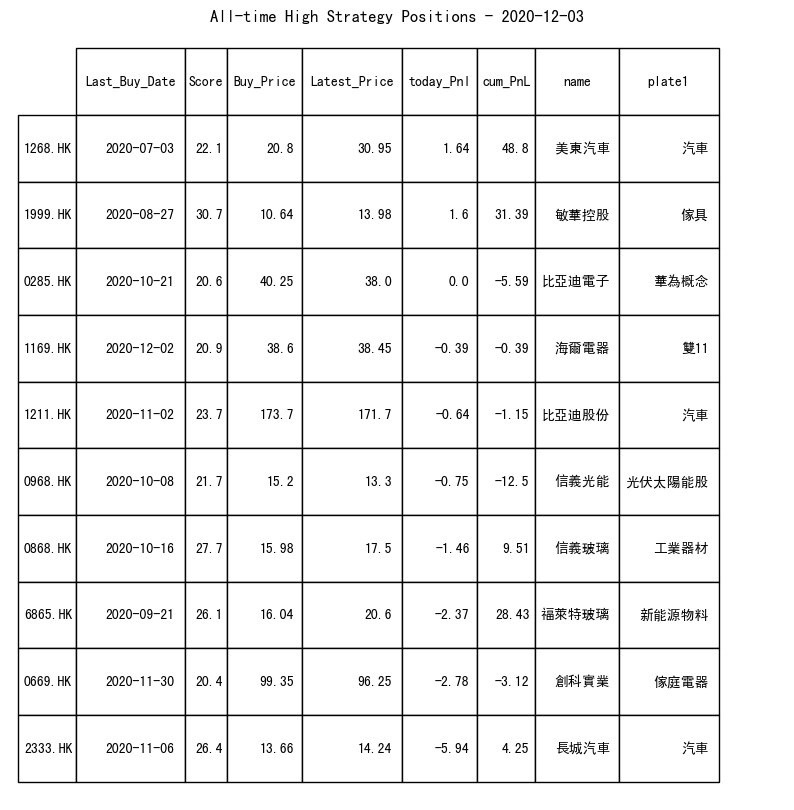 All-time High Strategy Positions - 2020-12-03
Last_Buy_Date Score Buy_Price Latest_Price today_Pnl cum_PnL name plate1
1268.HK 2020-07-03 22.1 20.8 30.95 1.64 48.8 美東汽車 汽車
1999.HK 2020-08-27 30.7 10.64 13.98 1.6 31.39 敏華控股 傢具
0285.HK 2020-10-21 20.6 40.25 38.0 0.0 -5.59 比亞迪電子 華為概念
1169.HK 2020-12-02 20.9 38.6 38.45 -0.39 -0.39 海爾電器 雙11
1211.HK 2020-11-02 23.7 173.7 171.7 -0.64 -1.15 比亞迪股份 汽車
0968.HK 2020-10-08 21.7 15.2 13.3 -0.75 -12.5 信義光能 光伏太陽能股
0868.HK 2020-10-16 27.7 15.98 17.5 -1.46 9.51 信義玻璃 工業器材
6865.HK 2020-09-21 26.1 16.04 20.6 -2.37 28.43 福萊特玻璃 新能源物料
0669.HK 2020-11-30 20.4 99.35 96.25 -2.78 -3.12 創科實業 傢庭電器
2333.HK 2020-11-06 26.4 13.66 14.24 -5.94 4.25 長城汽車 汽車